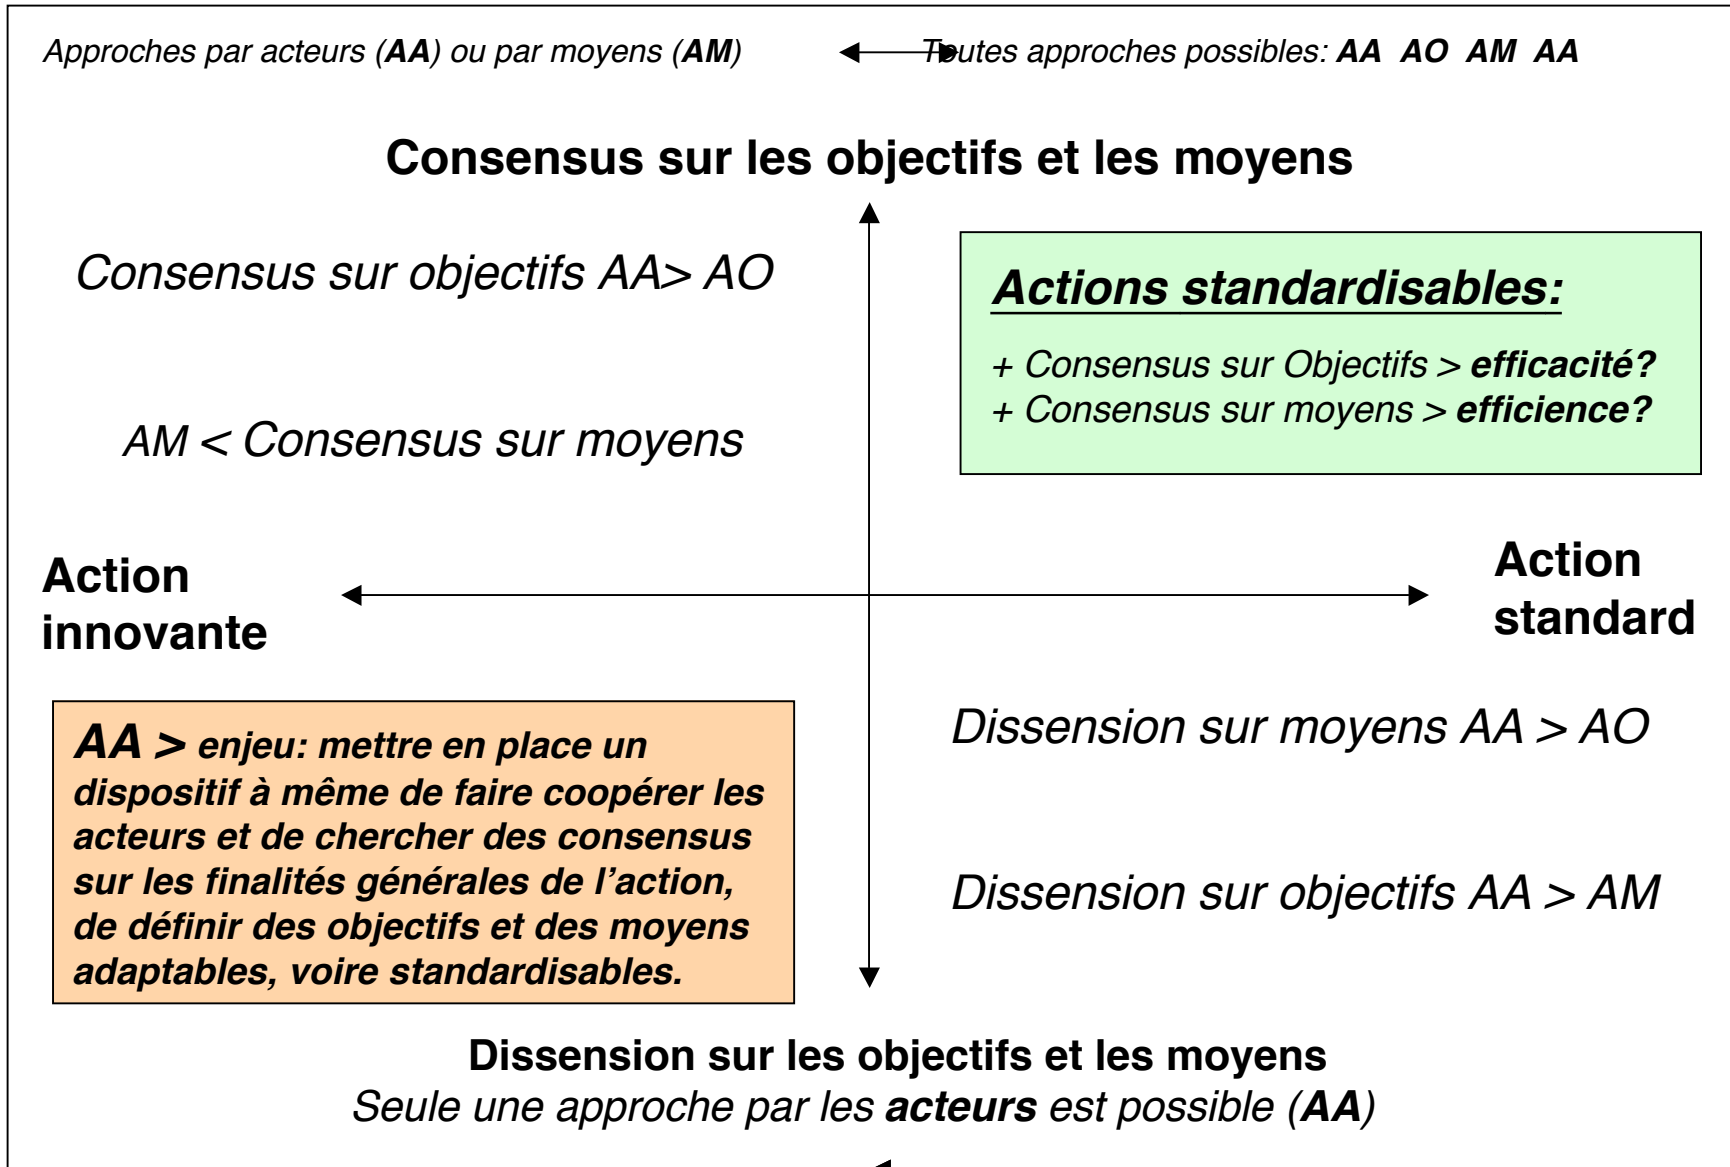 Approches par acteurs (AA) ou par moyens (AM)
Toutes approches possibles: AA AO AM AA
Consensus sur les objectifs et les moyens
Consensus sur objectifs AA> AO
AM < Consensus sur moyens
Actions standardisables:
+ Consensus sur Objectifs > efficacité?
+ Consensus sur moyens > efficience?
Action
innovante
Action
standard
AA > enjeu: mettre en place un
dispositif à même de faire coopérer les
acteurs et de chercher des consensus
sur les finalités générales de l’action,
de définir des objectifs et des moyens
adaptables, voire standardisables.
Dissension sur moyens AA > AO
Dissension sur objectifs AA > AM
Dissension sur les objectifs et les moyens
Seule une approche par les acteurs est possible (AA)